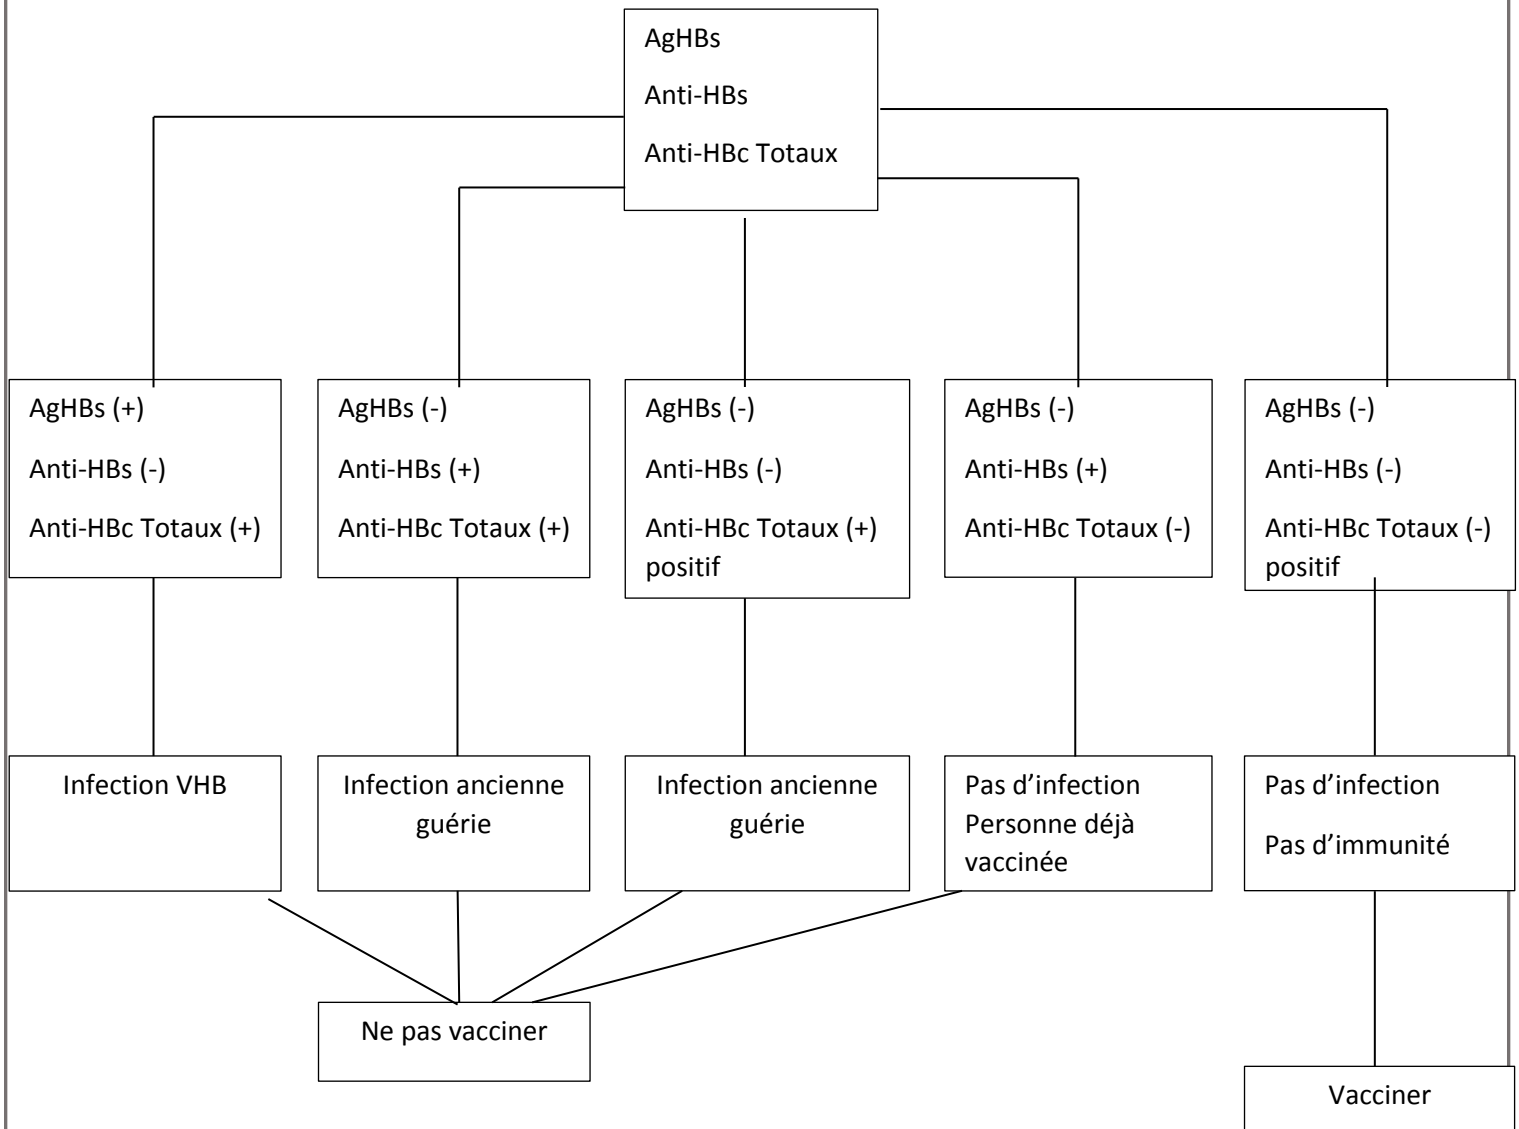 AgHBs
Anti-HBs
Anti-HBc Totaux
AgHBs (+)
Anti-HBs (-)
Anti-HBc Totaux (+)
AgHBs (-)
Anti-HBs (+)
Anti-HBc Totaux (+)
AgHBs (-)
Anti-HBs (-)
Anti-HBc Totaux (+)
positif
AgHBs (-)
Anti-HBs (+)
Anti-HBc Totaux (-)
AgHBs (-)
Anti-HBs (-)
Anti-HBc Totaux (-)
positif
Infection VHB
Infection ancienne
guérie
Infection ancienne
guérie
Pas d’infection
Personne déjà
vaccinée
Pas d’infection
Pas d’immunité
Ne pas vacciner
Vacciner